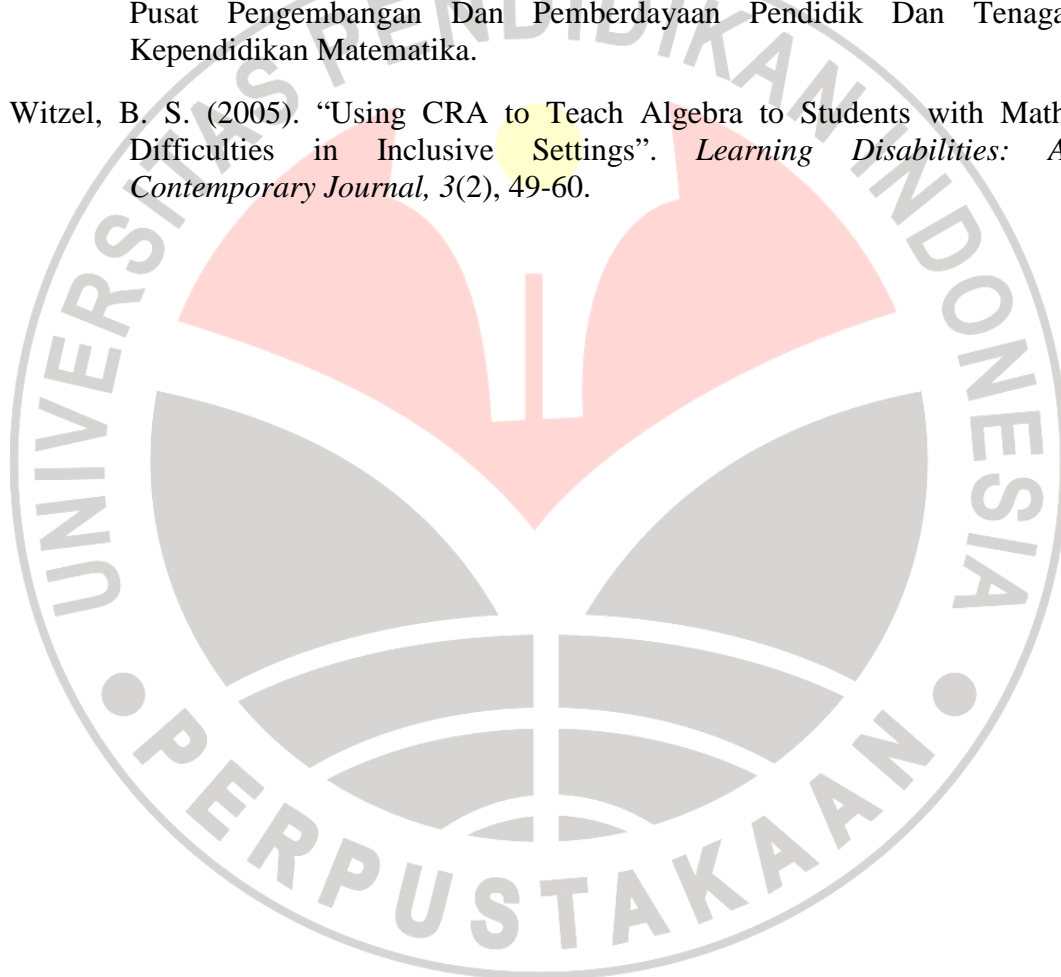 Pusat Pengembangan Dan Pemberdayaan Pendidik Dan Tenaga
Kependidikan Matematika.
Witzel, B. S. (2005). “Using CRA to Teach Algebra to Students with Math
Difficulties in Inclusive Settings”. Learning Disabilities: A
Contemporary Journal, 3(2), 49-60.
UNIVERSITAS PENDIDIKAN INDONESIA
PERPUSTAKAAN